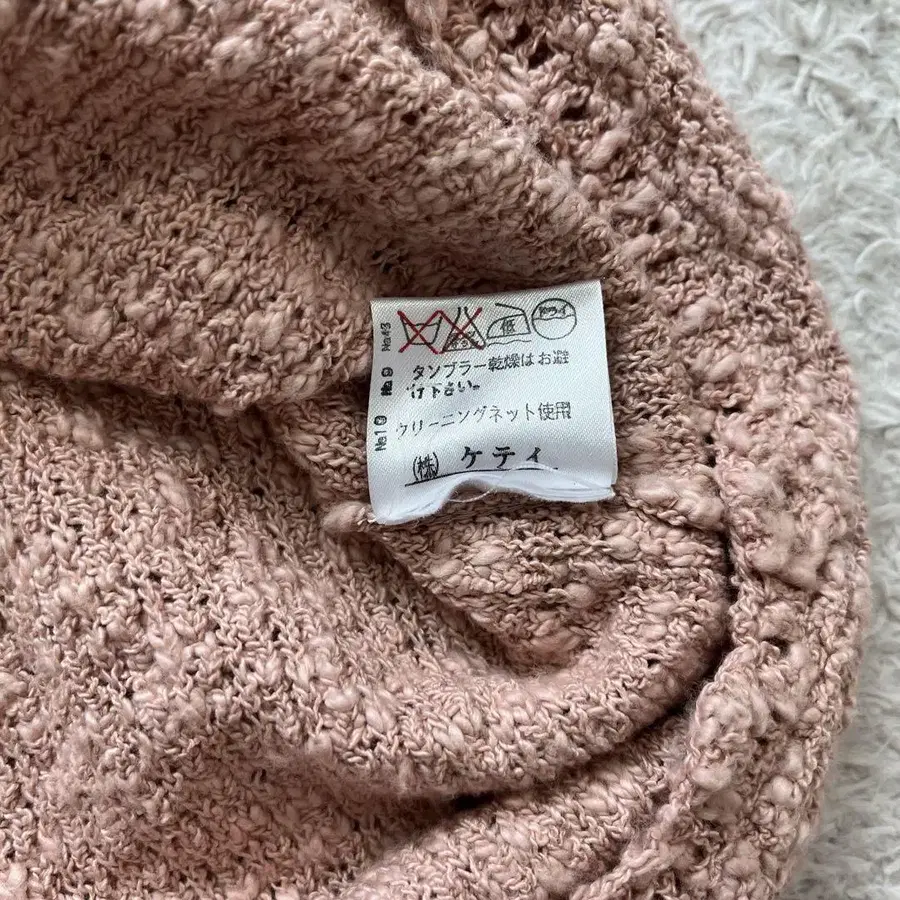 低 ドライ
タンブラー乾燥はお避
け下さい。
クリーニングネット使用
㈱ ケティ
No.43
No.9
No.10